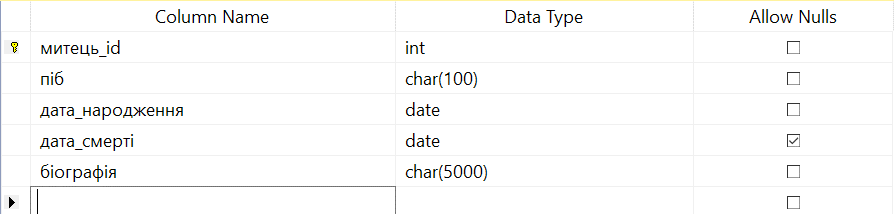 Column Name Data Type Allow Nulls
митець_id int
піб char(100)
дата_народження date
дата_смерті date
біографія char(5000)